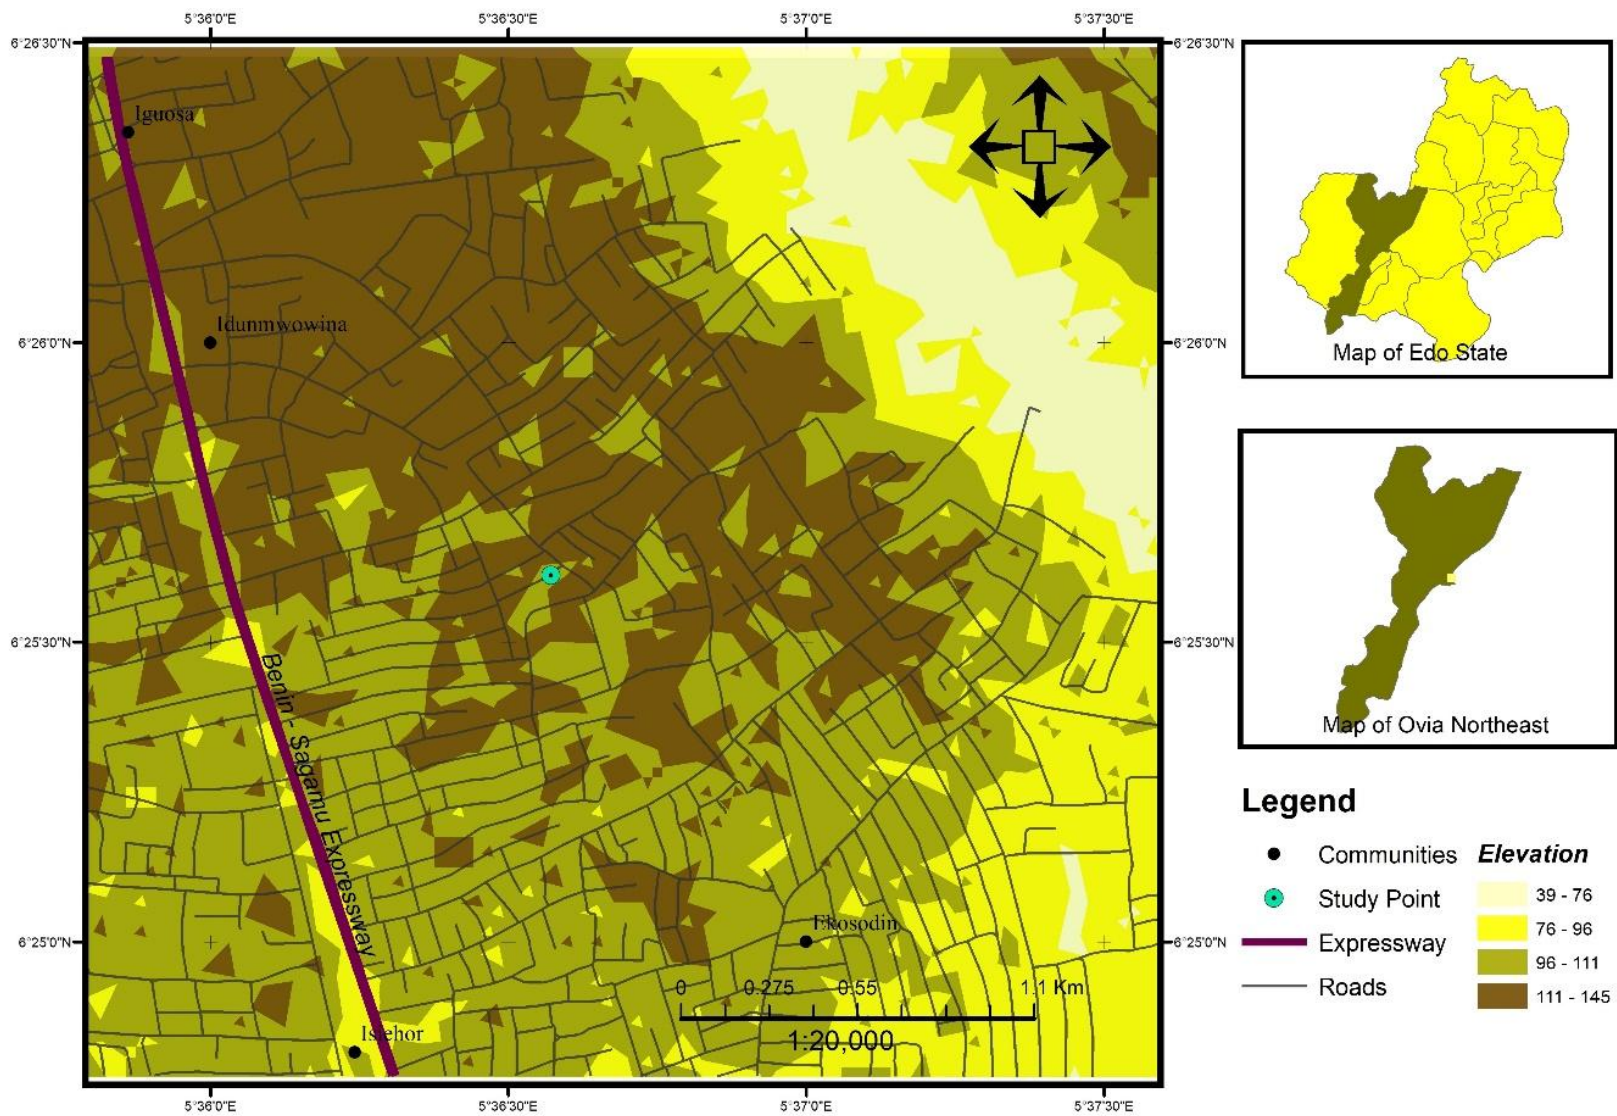 5°36'0"E 5°36'30"E 5°37'0"E 5°37'30"E
6°26'30"N 6°26'30"N
Iguosa
Idunmwowina
6°26'0"N 6°26'0"N
Map of Edo State
6°25'30"N 6°25'30"N
Benin - Sagamu Expressway
Map of Ovia Northeast
Legend
Communities
Study Point
Expressway
Roads
Elevation
39 - 76
76 - 96
96 - 111
111 - 145
Ekosodin
6°25'0"N 6°25'0"N
0 0.275 0.55 1.1 Km
1:20,000
Isiehor
5°36'0"E 5°36'30"E 5°37'0"E 5°37'30"E